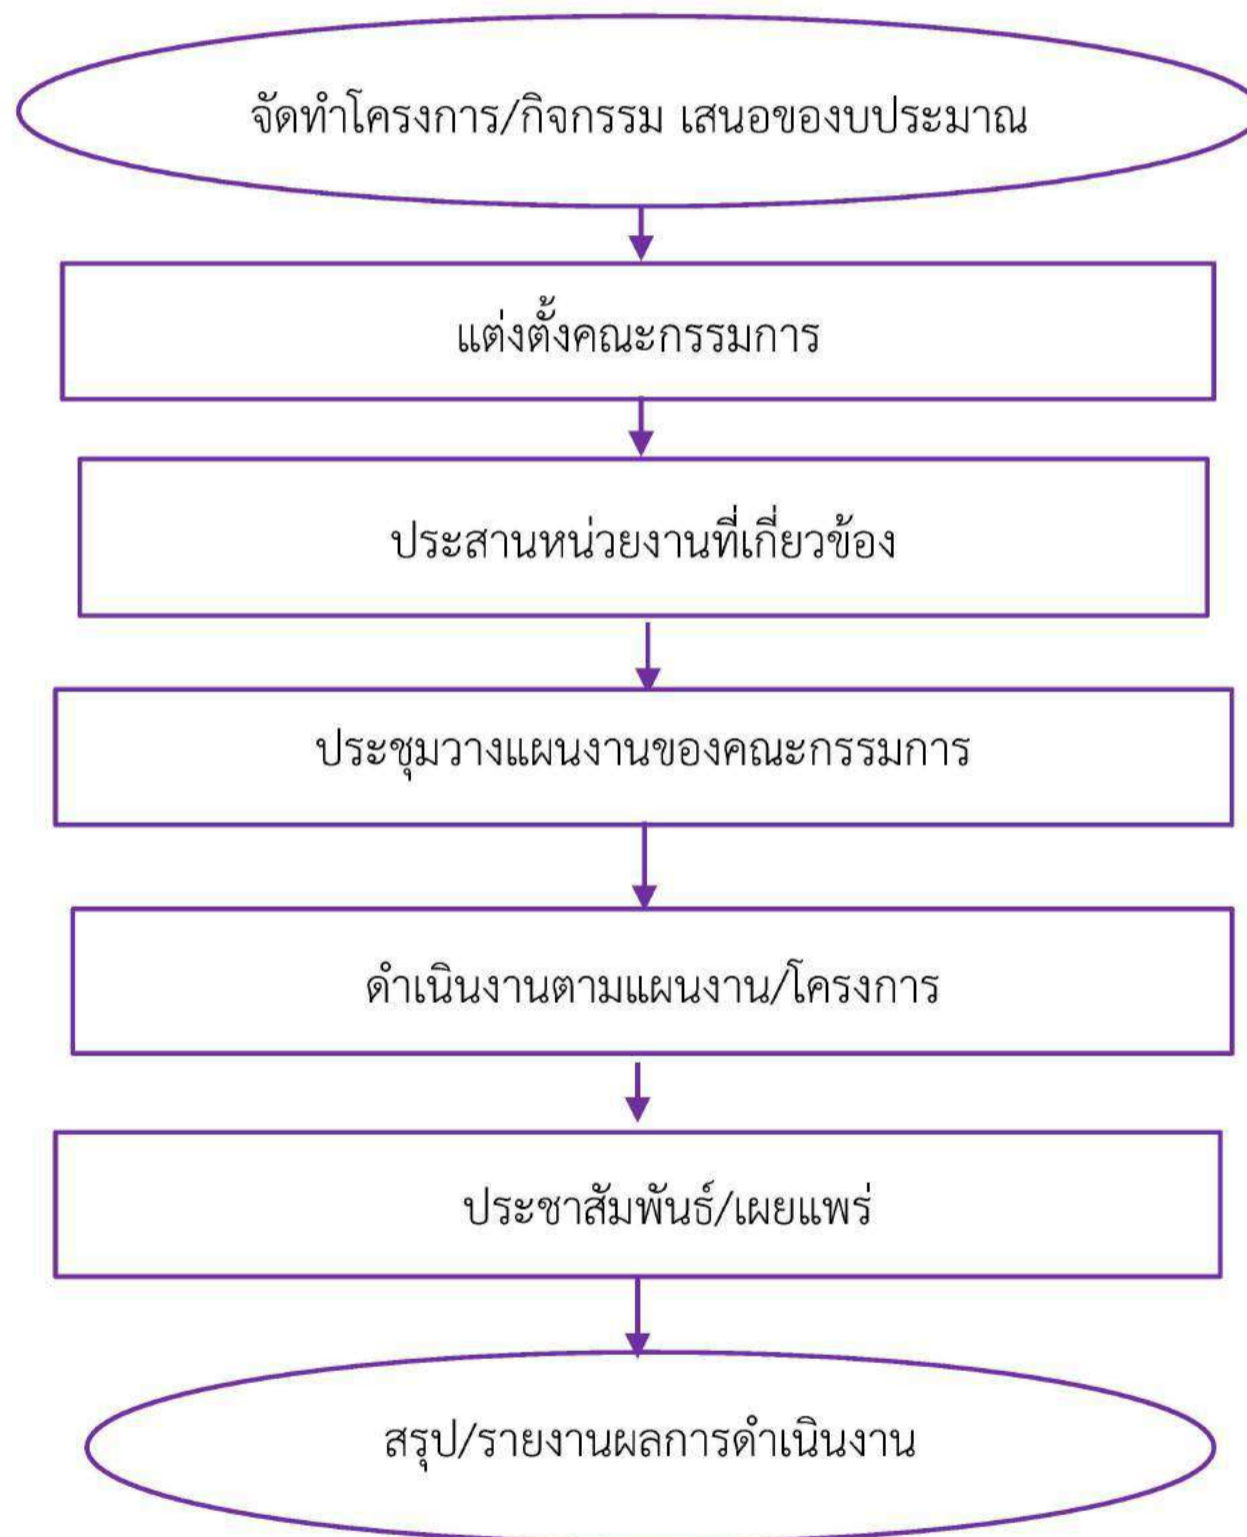 จัดทำโครงการ/กิจกรรม เสนอของบประมาณ
แต่งตั้งคณะกรรมการ
ประสานหน่วยงานที่เกี่ยวข้อง
ประชุมวางแผนงานของคณะกรรมการ
ดำเนินงานตามแผนงาน/โครงการ
ประชาสัมพันธ์/เผยแพร่
สรุป/รายงานผลการดำเนินงาน